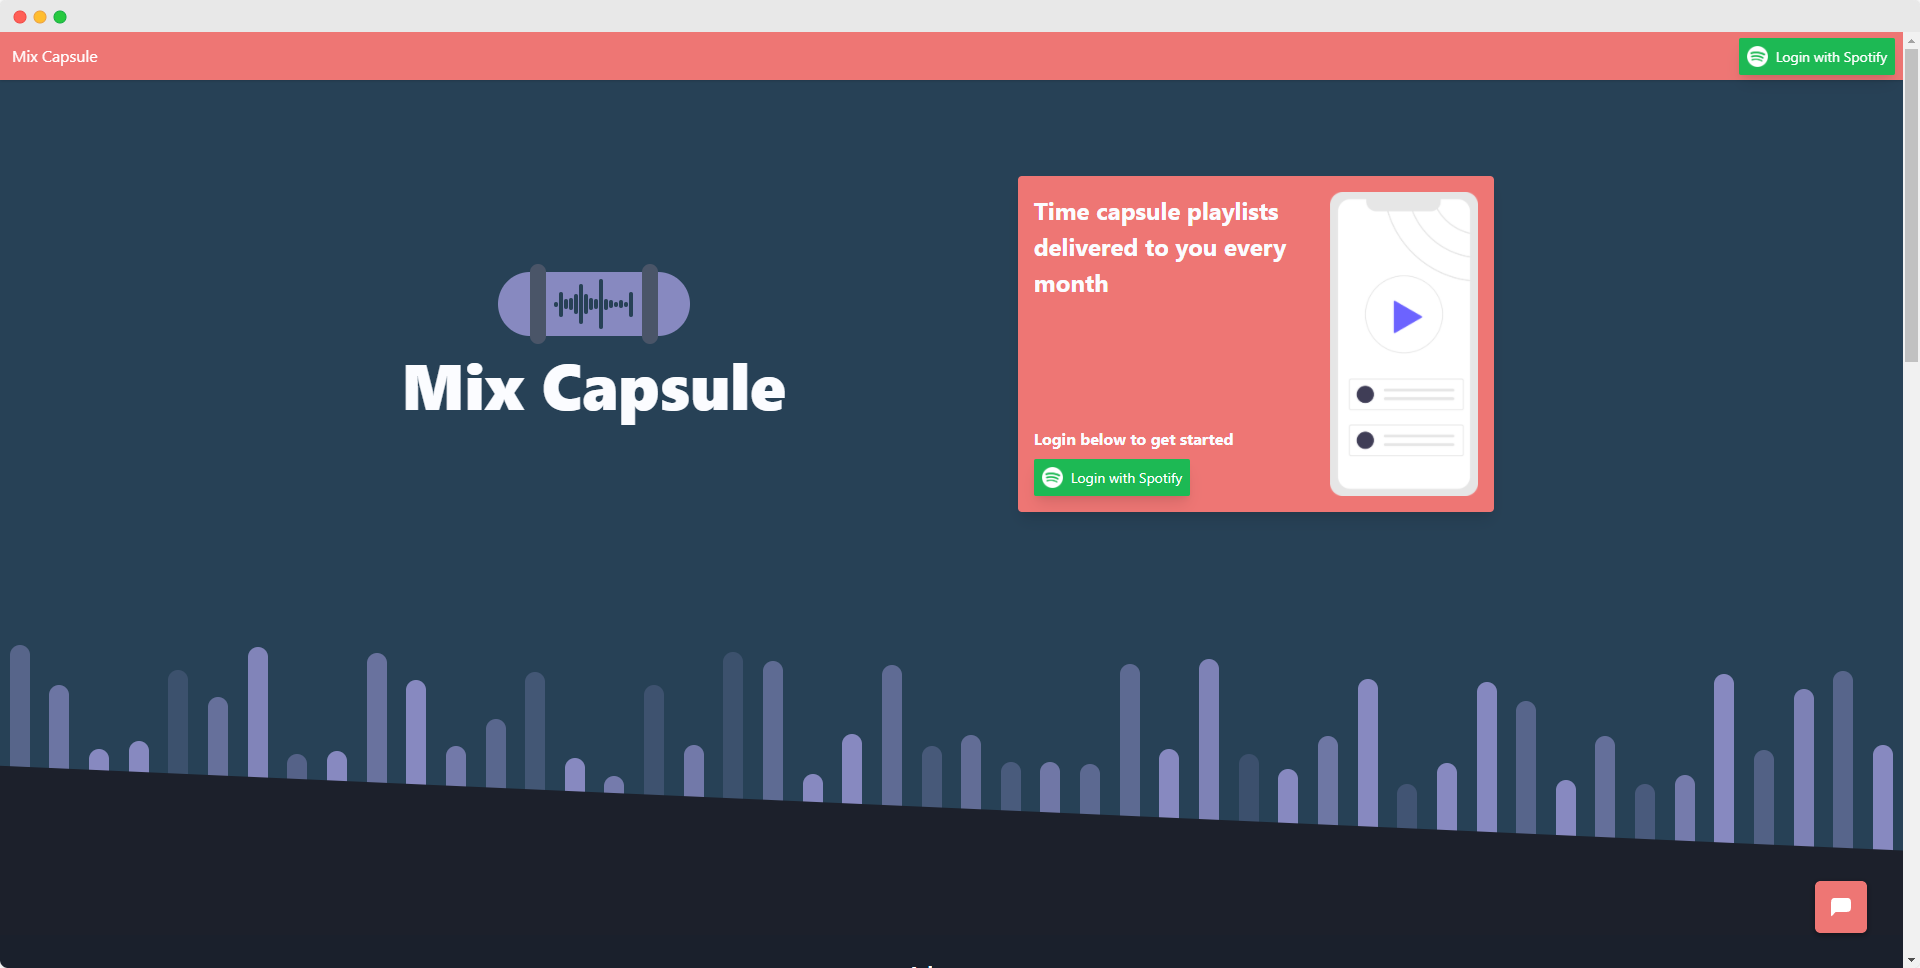 Mix Capsule
Login with Spotify
Time capsule playlists
delivered to you every
month
Mix Capsule
Login below to get started
Login with Spotify